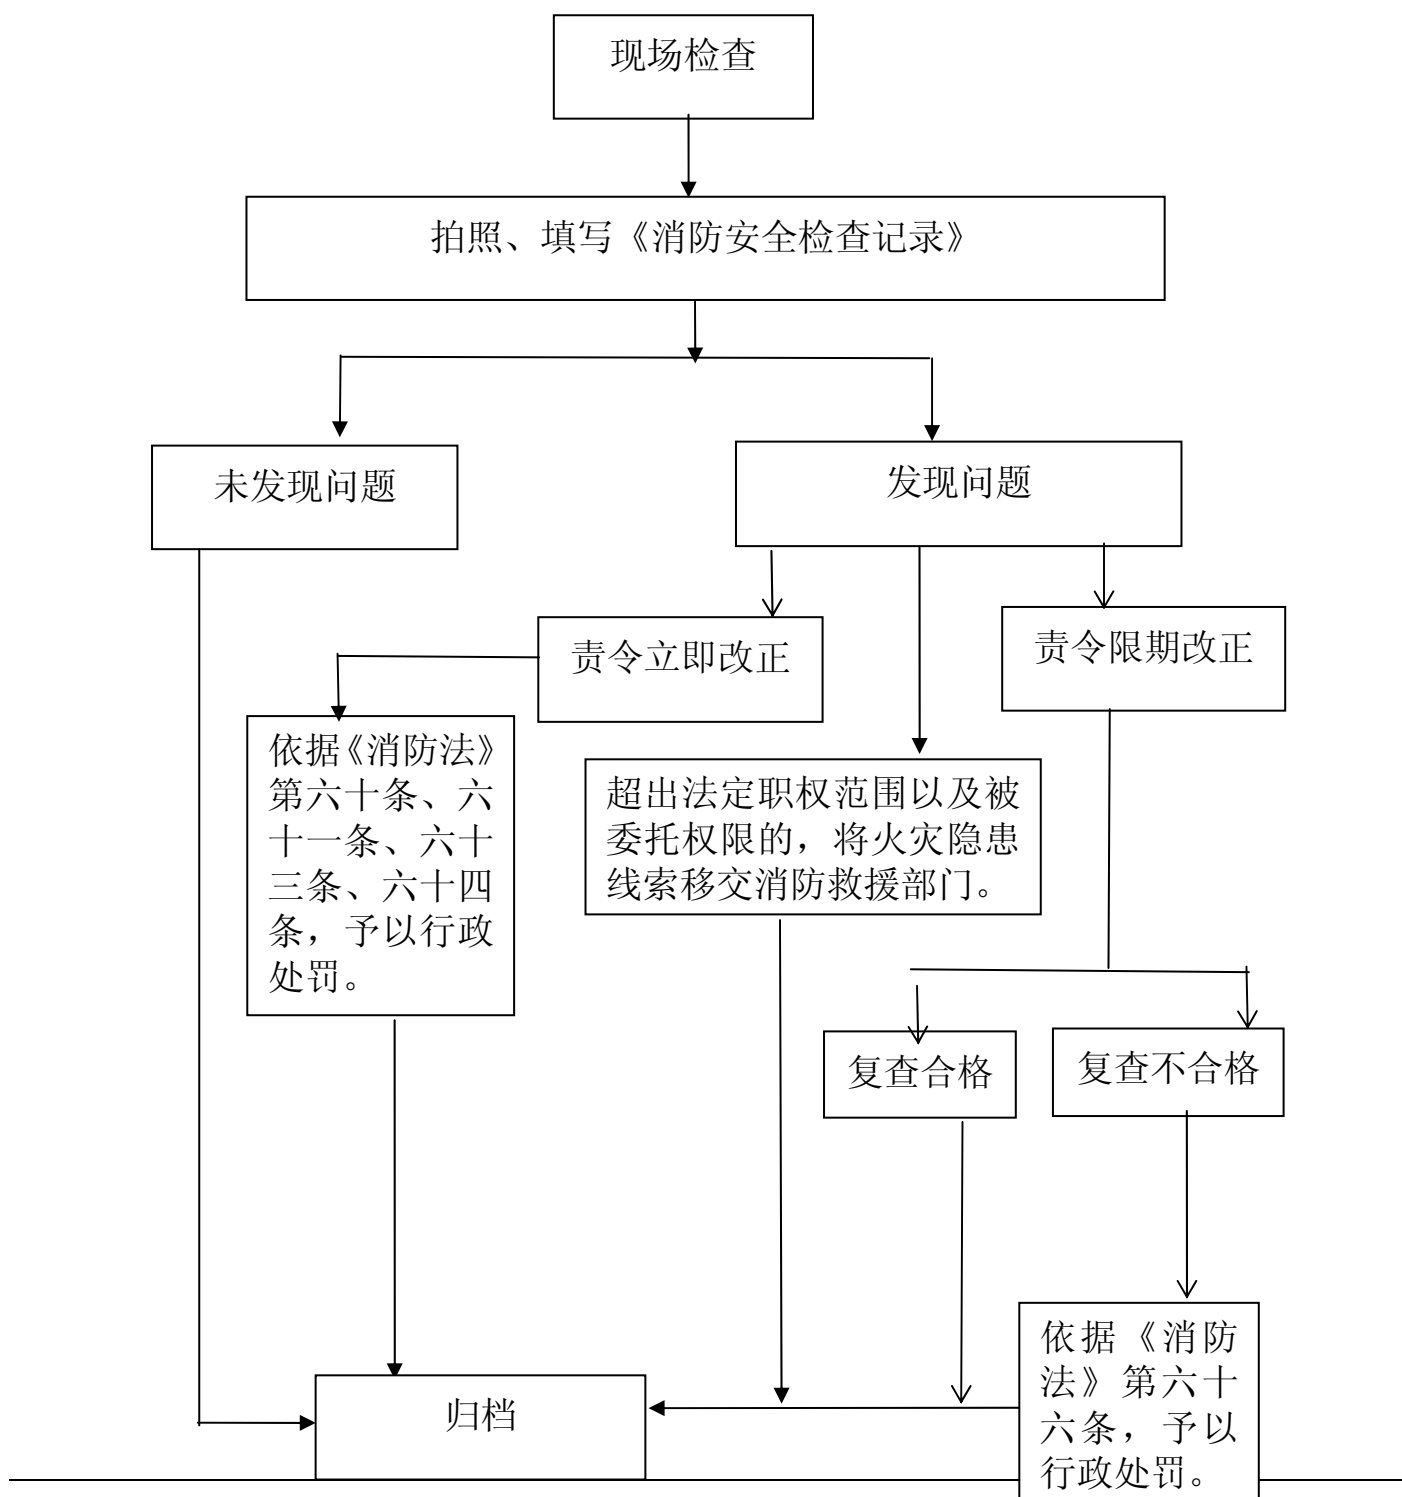 现场检查
拍照、填写《消防安全检查记录》
未发现问题
发现问题
责令立即改正
责令限期改正
依据《消防法》
第六十条、六
十一条、六十
三条、六十四
条，予以行政
处罚。
超出法定职权范围以及被
委托权限的，将火灾隐患
线索移交消防救援部门。
复查合格
复查不合格
归档
依据《消防
法》第六十
六条，予以
行政处罚。